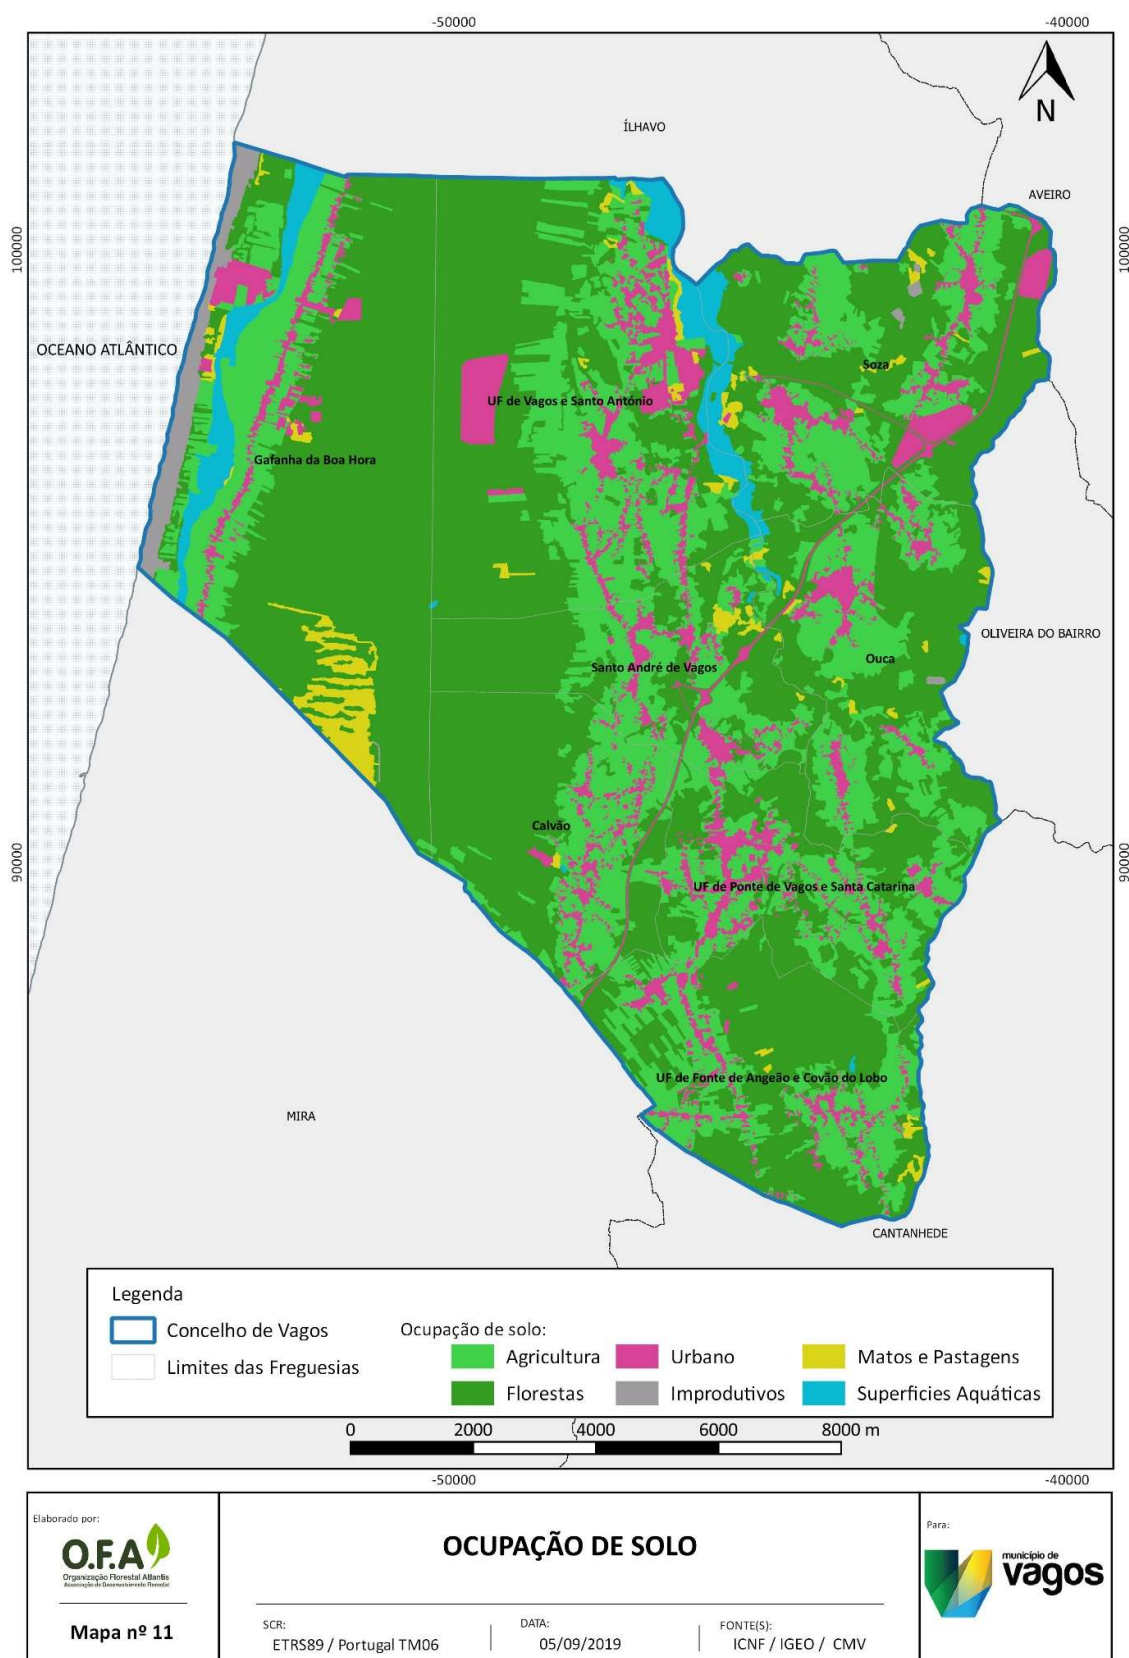 -50000
-40000
N
ÍLHAVO
AVEIRO
100000
100000
OCEANO ATLÂNTICO
Soza
UF de Vagos e Santo António
Gafanha da Boa Hora
OLIVEIRA DO BAIRRO
Ouca
Santo André de Vagos
Calvão
90000
90000
UF de Ponte de Vagos e Santa Catarina
UF de Fonte de Angeão e Covão do Lobo
MIRA
CANTANHEDE
Legenda
Concelho de Vagos
Limites das Freguesias
Ocupação de solo:
Agricultura
Urbano
Matos e Pastagens
Florestas
Improdutivos
Superficies Aquáticas
0 2000 4000 6000 8000 m
-50000
-40000
Elaborado por:
O.F.A
Organização Florestal Atlantis
Associação de Desenvolvimento Florestal
Mapa nº 11
OCUPAÇÃO DE SOLO
SCR:
ETRS89 / Portugal TM06
DATA:
05/09/2019
FONTE(S):
ICNF / IGEO / CMV
Para:
município de
vagos